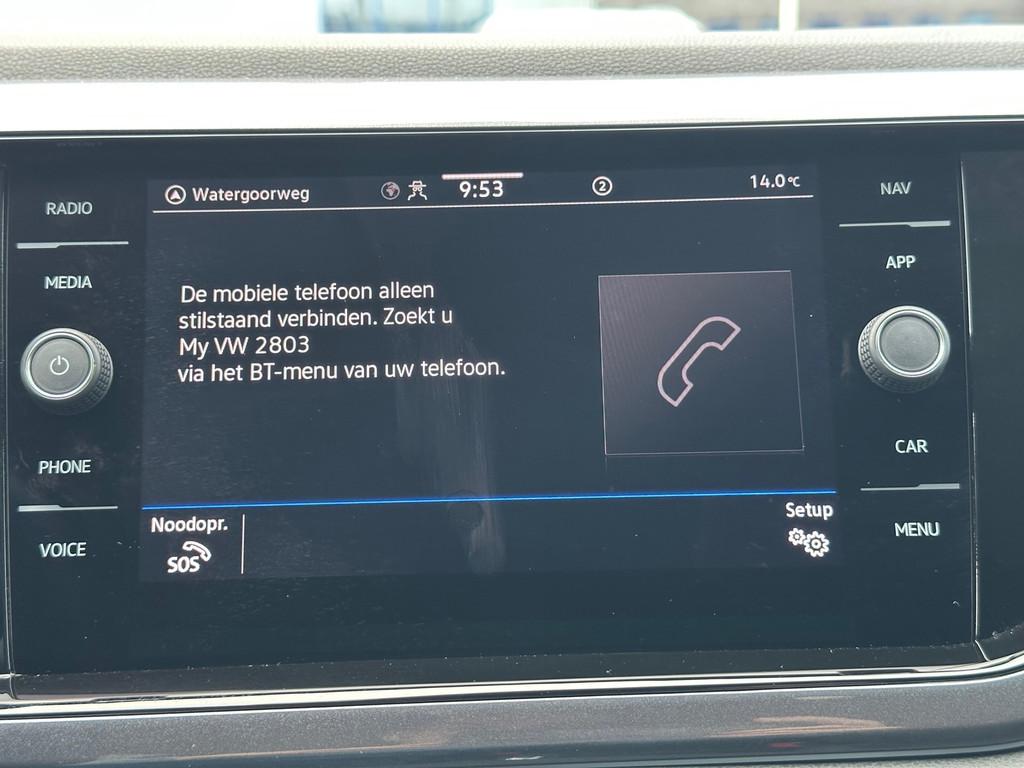 RADIO
MEDIA
PHONE
VOICE
Watergoorweg 9:53 2 14.0°C
De mobiele telefoon alleen
stilstaand verbinden. Zoekt u
My VW 2803
via het BT-menu van uw telefoon.
Noodopr.
SOS
Setup
NAV
APP
CAR
MENU